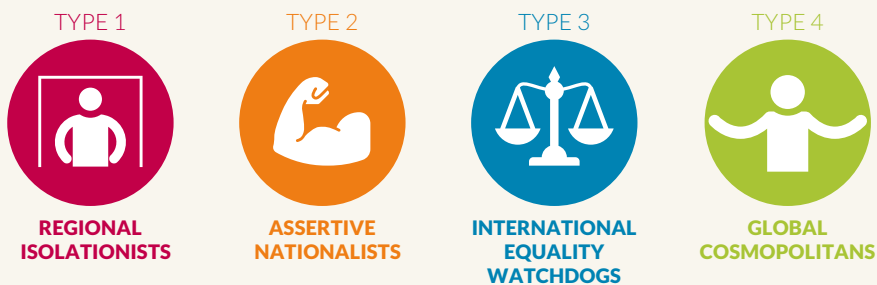 TYPE 1
TYPE 2
TYPE 3
TYPE 4
REGIONAL
ISOLATIONISTS
ASSERTIVE
NATIONALISTS
INTERNATIONAL
EQUALITY
WATCHDOGS
GLOBAL
COSMOPOLITANS